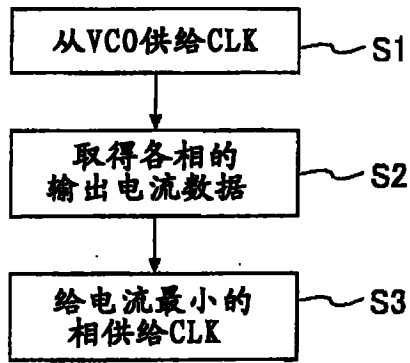 从VCO供给CLK
S1
取得各相的
输出电流数据
S2
给电流最小的
相供给CLK
S3